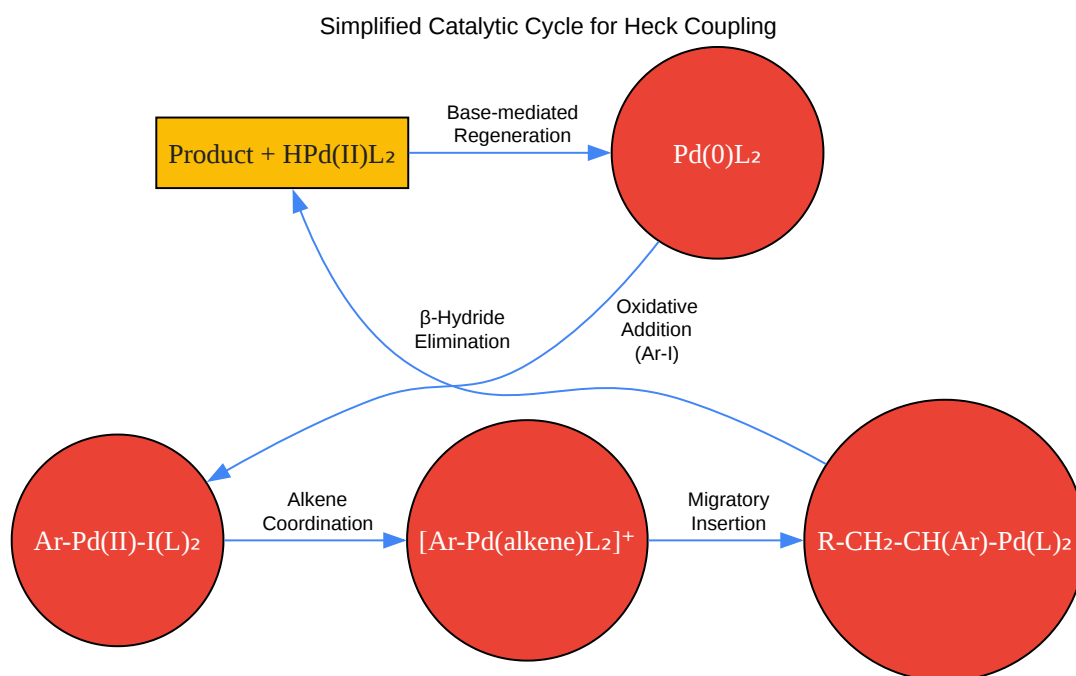 Simplified Catalytic Cycle for Heck Coupling
Base-mediated
Regeneration
Product + HPd(II)L₂
Pd(0)L₂
β-Hydride
Elimination
Oxidative
Addition
(Ar-I)
Alkene
Coordination
Migratory
Insertion
Ar-Pd(II)-I(L)₂
[Ar-Pd(alkene)L₂]⁺
R-CH₂-CH(Ar)-Pd(L)₂